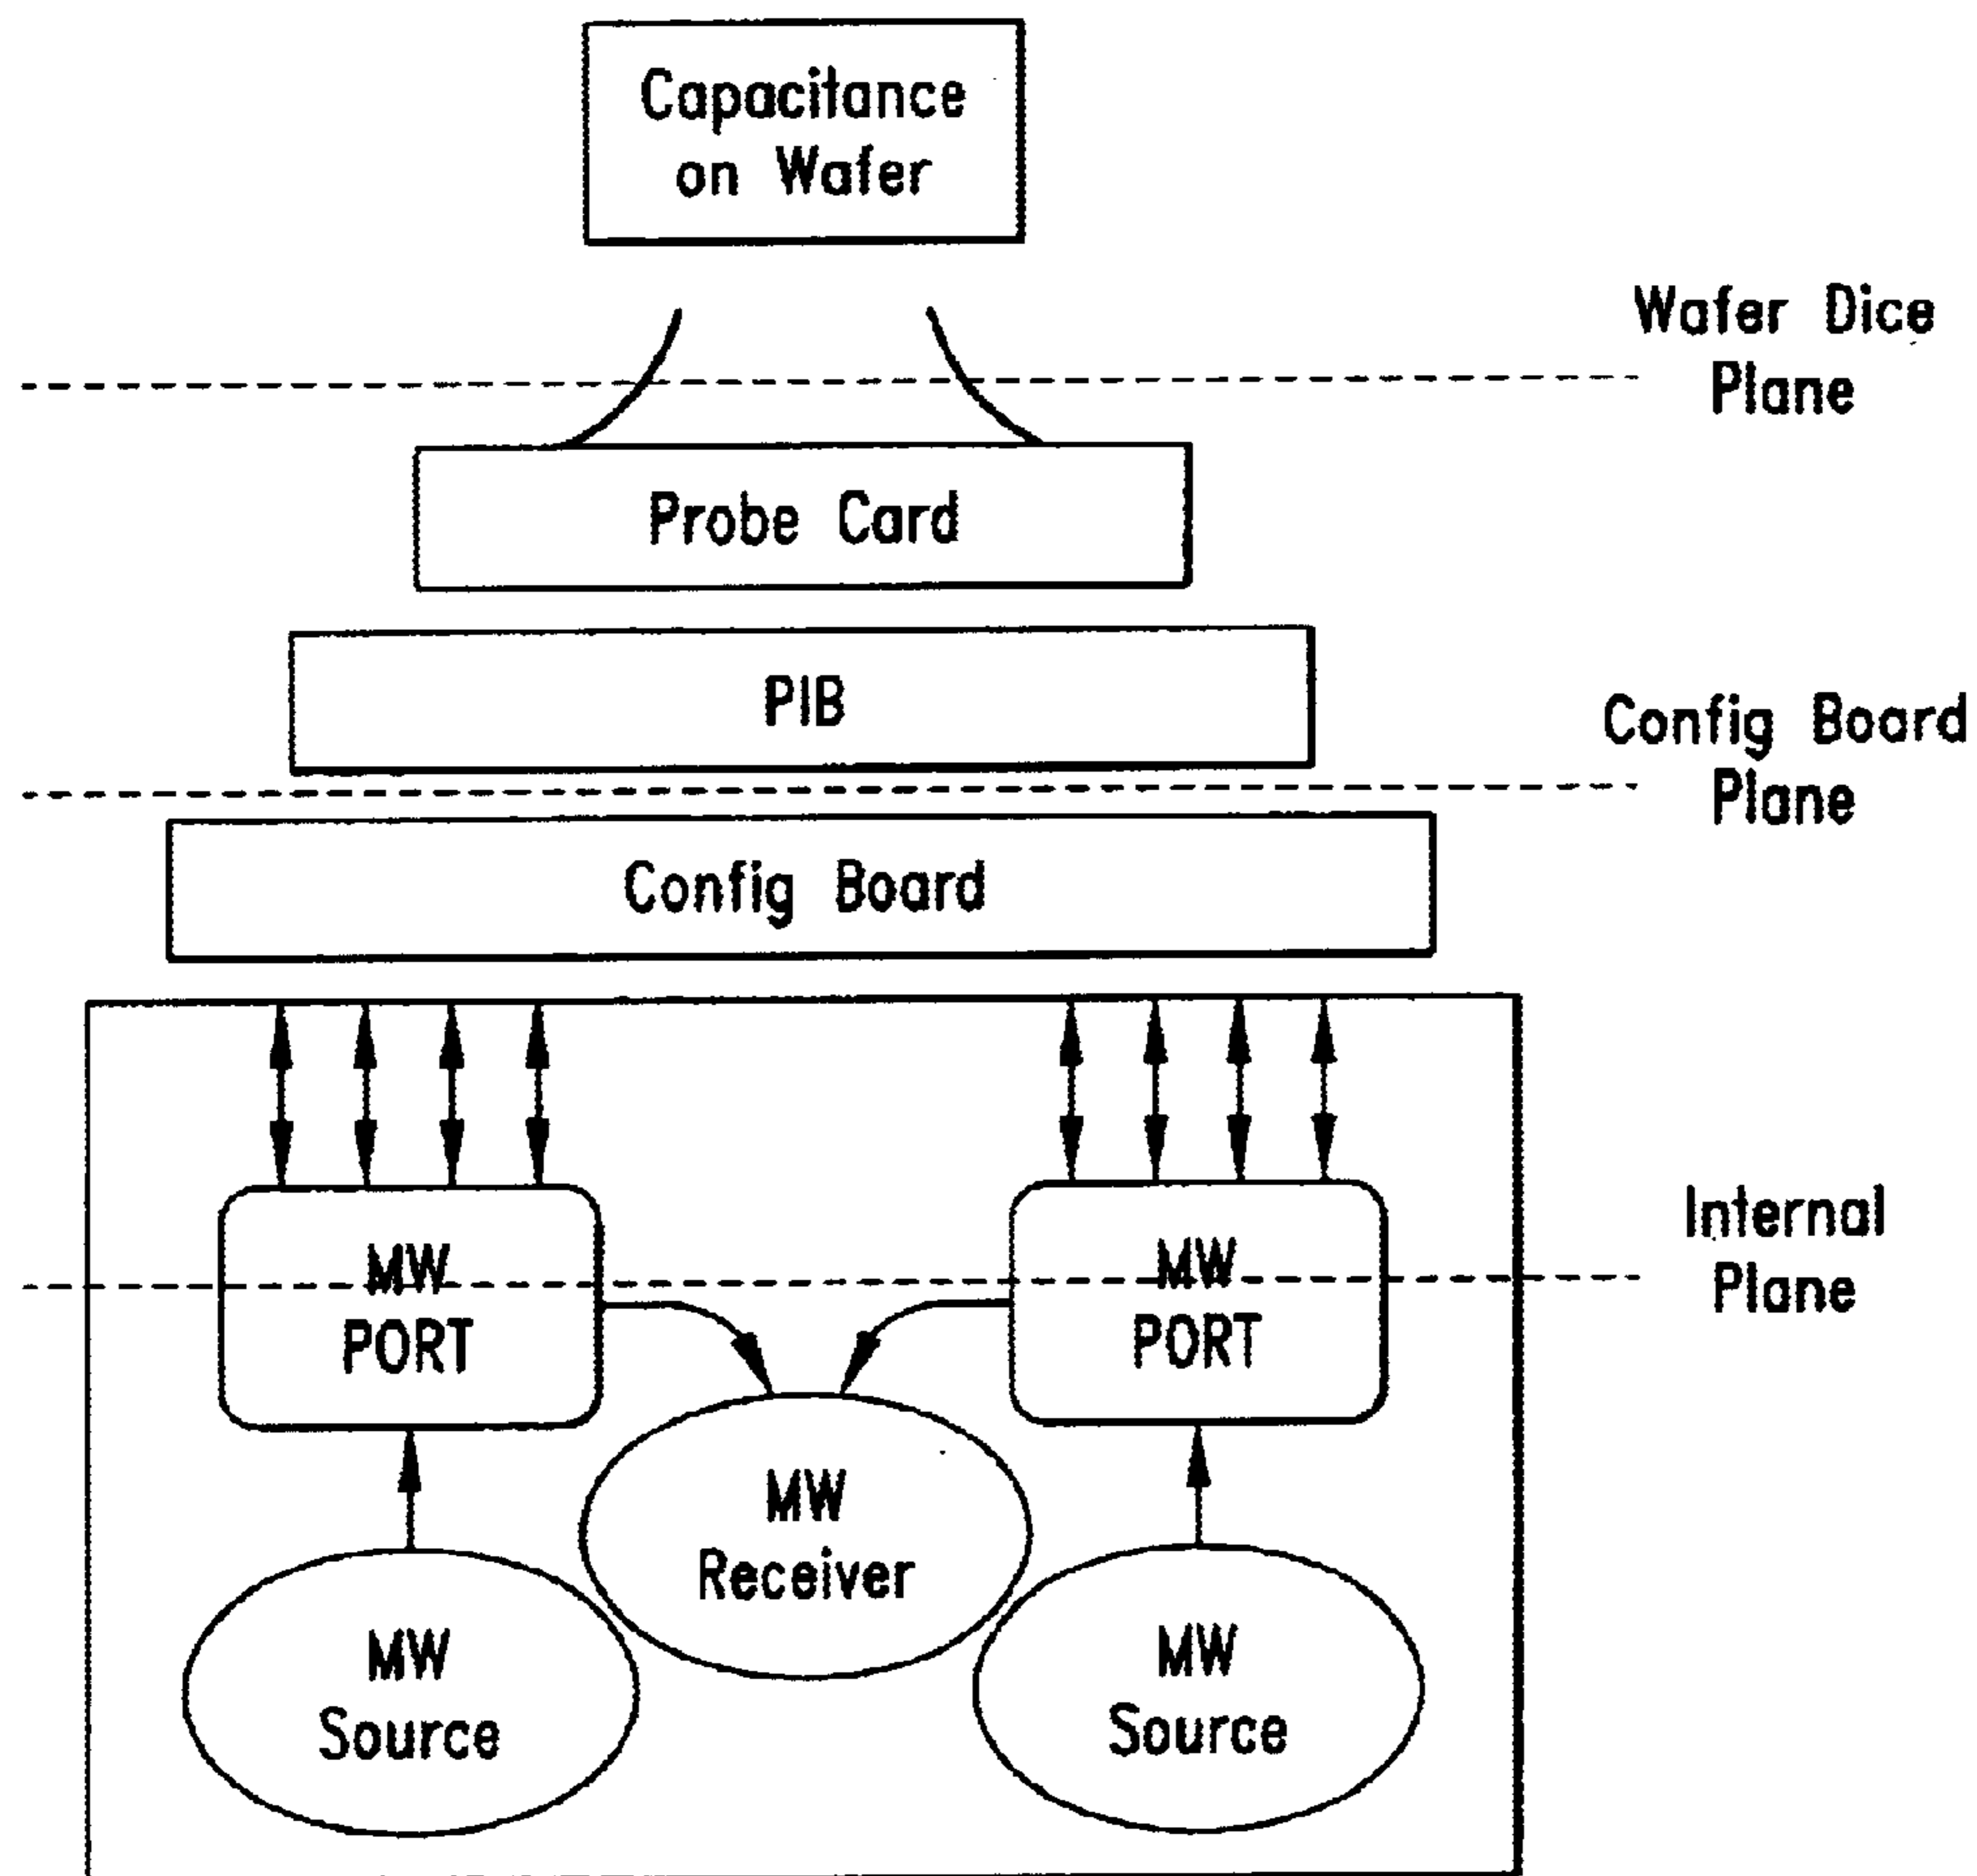 Capacitance
on Wafer
Wafer Dice
Plane
Probe Card
PIB
Config Board
Plane
Config Board
MW
PORT
MW
PORT
Internal
Plane
MW
Receiver
MW
Source
MW
Source